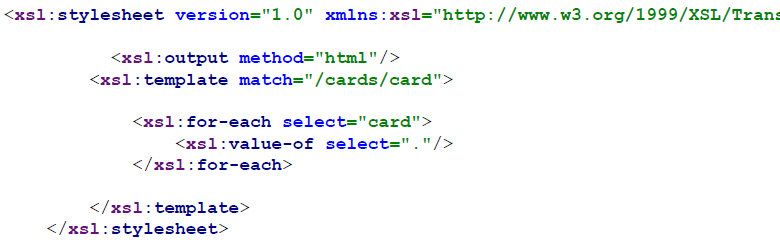 <xsl:stylesheet version="1.0" xmlns:xsl="http://www.w3.org/1999/XSL/Trans
<xsl:output method="html"/>
<xsl:template match="/cards/card">
<xsl:for-each select="card">
<xsl:value-of select="."/>
</xsl:for-each>
</xsl:template>
</xsl:stylesheet>